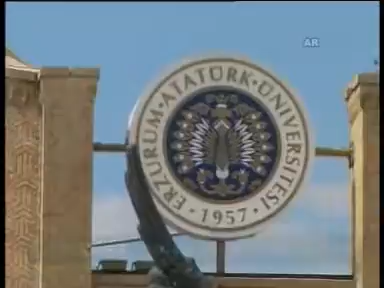 AR
ERZURUM · ATATÜRK · ÜNİVERSİTESİ
· 1957 ·